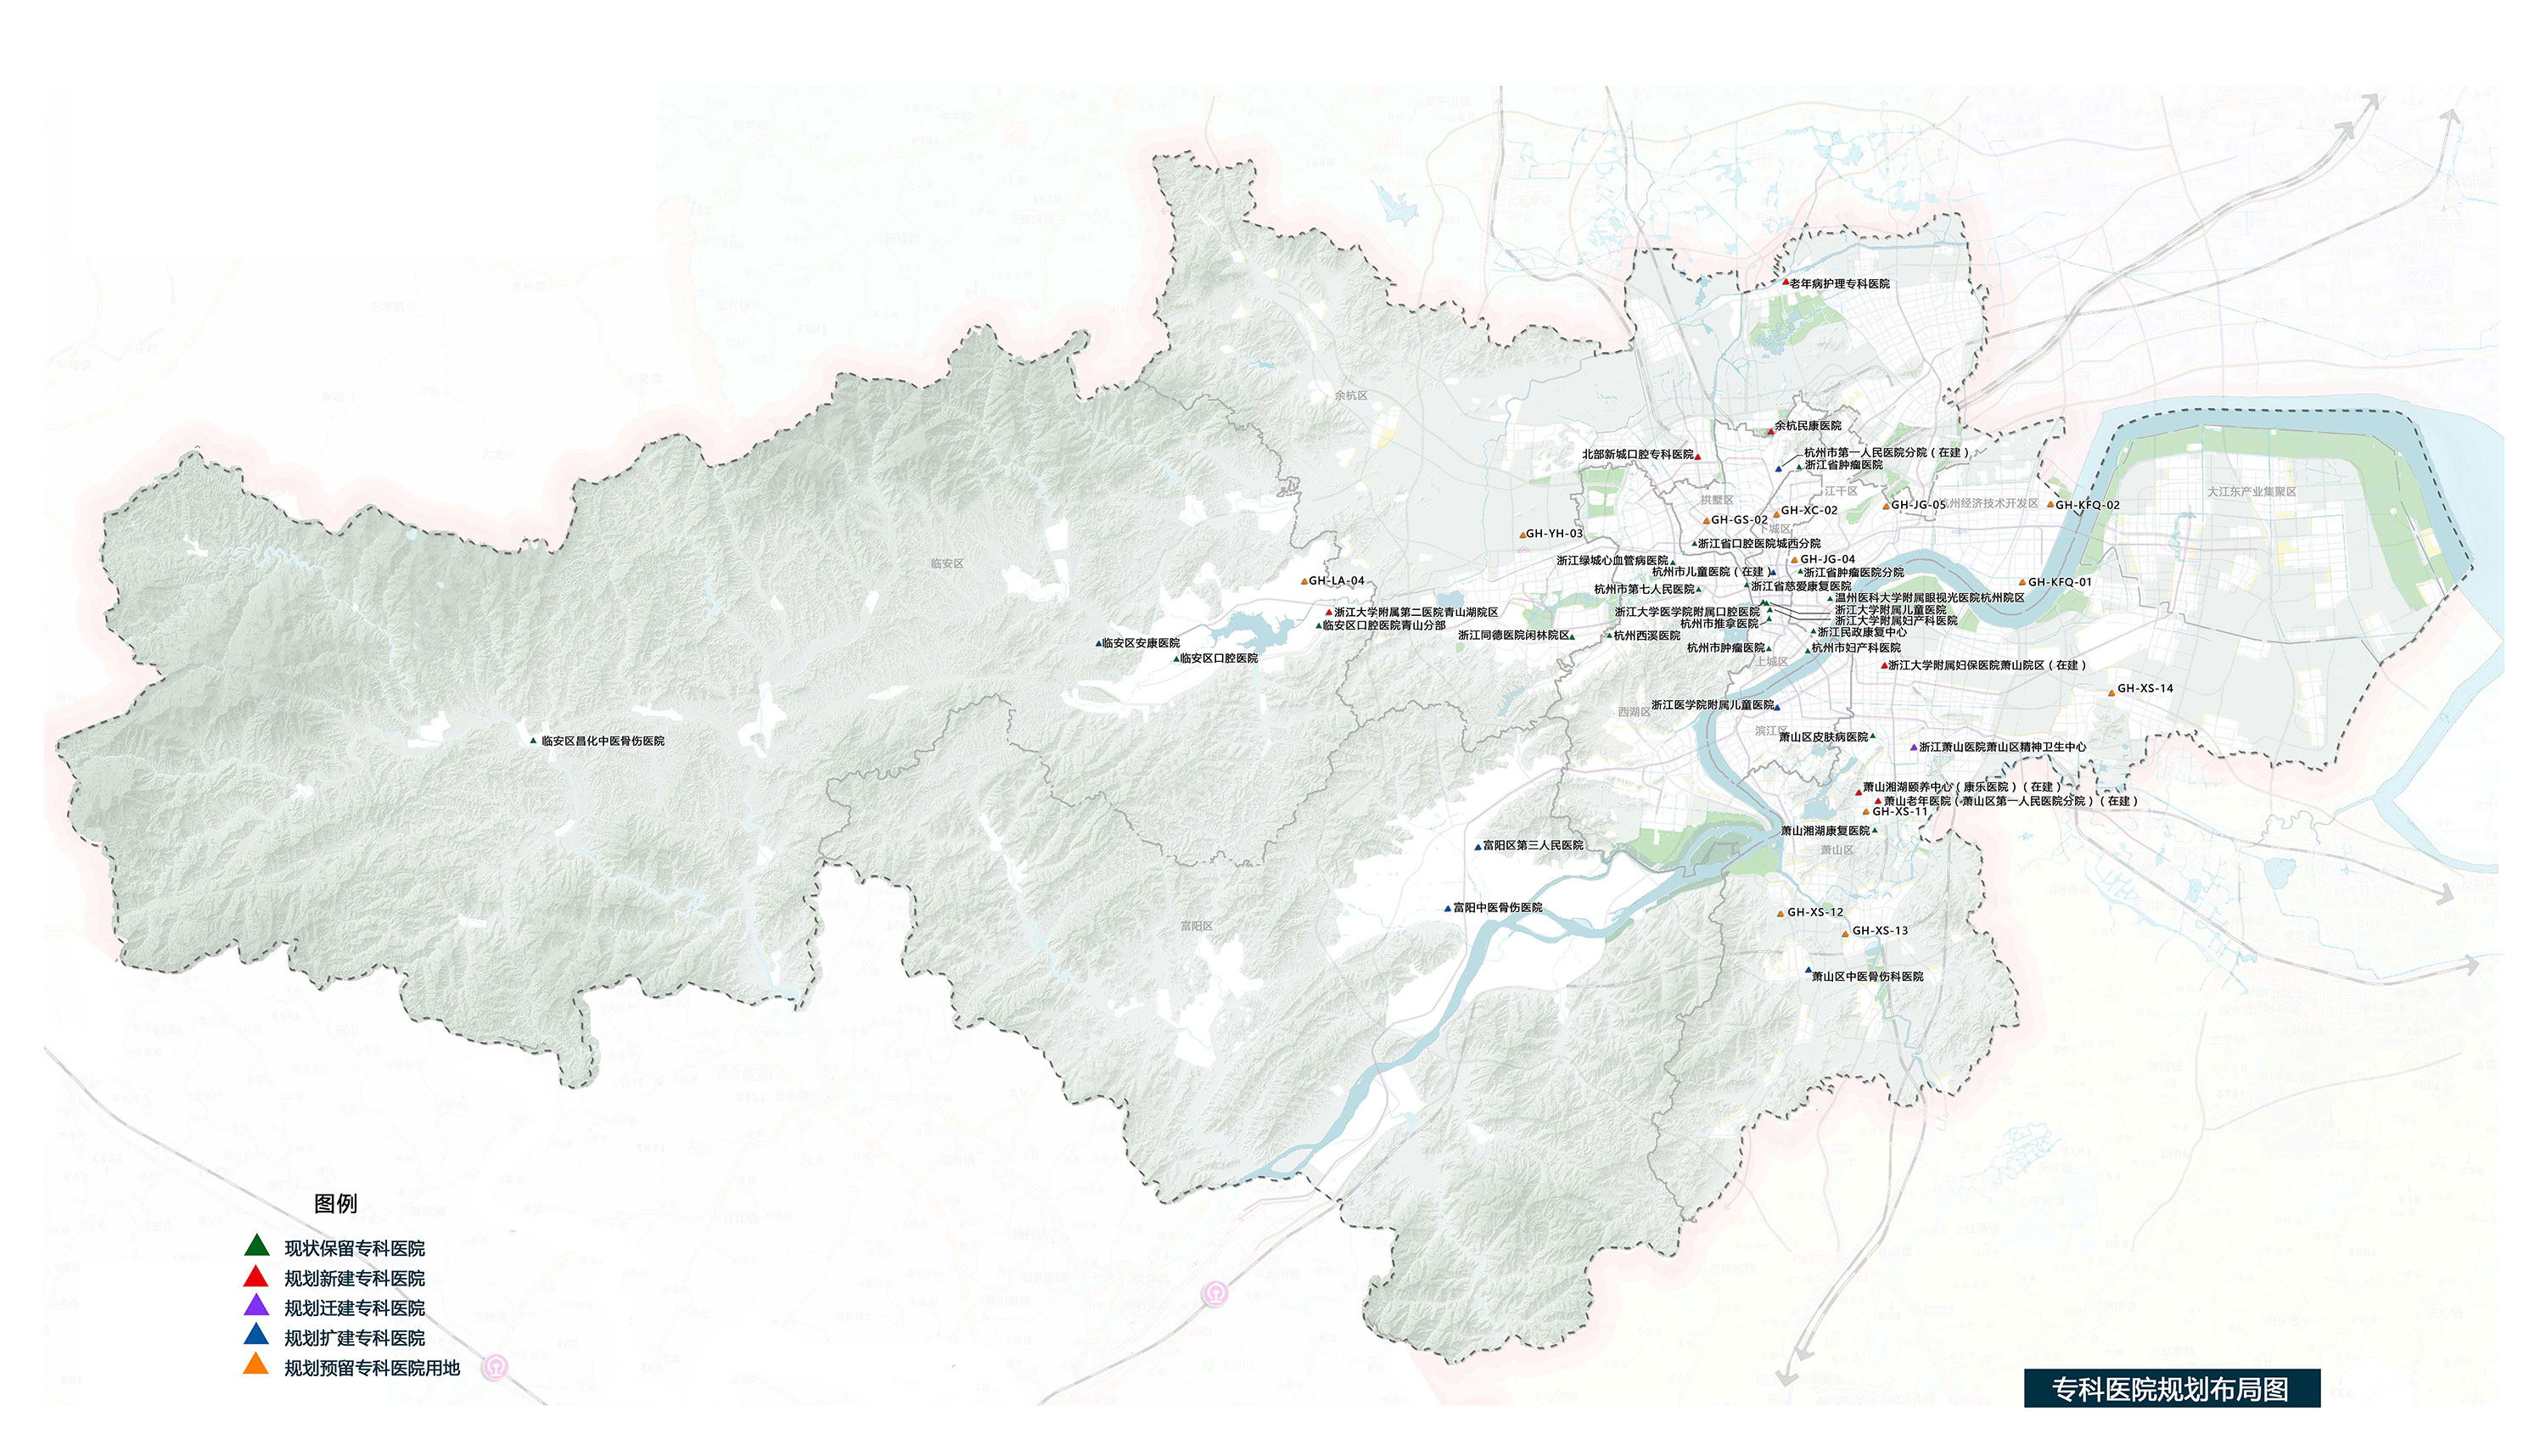 老年病护理专科医院
余杭区
余杭民康医院
北部新城口腔专科医院
杭州市第一人民医院分院（在建）
浙江省肿瘤医院
拱墅区
江干区
大江东产业集聚区
GH-JG-05
杭州经济技术开发区
GH-KFQ-02
GH-XC-02
GH-GS-02
下城区
GH-YH-03
浙江省口腔医院城西分院
临安区
浙江绿城心血管病医院
GH-JG-04
杭州市儿童医院（在建）
浙江省肿瘤医院分院
GH-LA-04
GH-KFQ-01
浙江省慈爱康复医院
杭州市第七人民医院
温州医科大学附属眼视光医院杭州院区
浙江大学附属第二医院青山湖院区
浙江大学医学院附属口腔医院
浙江大学附属儿童医院
浙江大学附属妇产科医院
临安区口腔医院青山分部
杭州市推拿医院
浙江民政康复中心
浙江同德医院闲林院区
杭州西溪医院
临安区安康医院
杭州市肿瘤医院
杭州市妇产科医院
临安区口腔医院
上城区
浙江大学附属妇保医院萧山院区（在建）
GH-XS-14
浙江医学院附属儿童医院
西湖区
滨江区
萧山区皮肤病医院
临安区昌化中医骨伤医院
浙江萧山医院萧山区精神卫生中心
萧山湘湖颐养中心（康乐医院）（在建）
萧山老年医院（萧山区第一人民医院分院）（在建）
GH-XS-11
萧山湘湖康复医院
富阳区第三人民医院
萧山区
富阳中医骨伤医院
GH-XS-12
富阳区
GH-XS-13
萧山区中医骨伤科医院
图例
现状保留专科医院
规划新建专科医院
规划迁建专科医院
规划扩建专科医院
规划预留专科医院用地
专科医院规划布局图